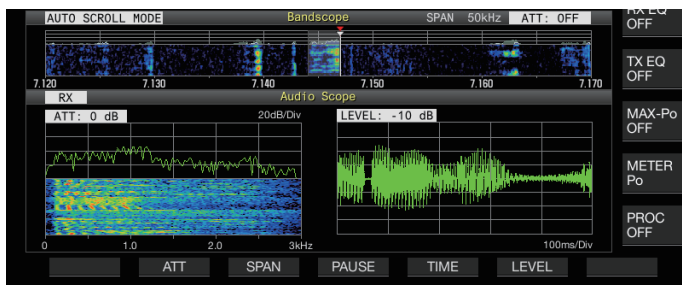 AUTO SCROLL MODE Bandscope SPAN 50kHz ATT: OFF
RX EQ
OFF
7.120 7.130 7.140 7.150 7.160 7.170
TX EQ
OFF
RX Audio Scope
ATT: 0 dB 20dB/Div LEVEL: -10 dB
MAX-Po
OFF
METER
Po
PROC
OFF
0 1.0 2.0 3kHz 100ms/Div
ATT SPAN PAUSE TIME LEVEL